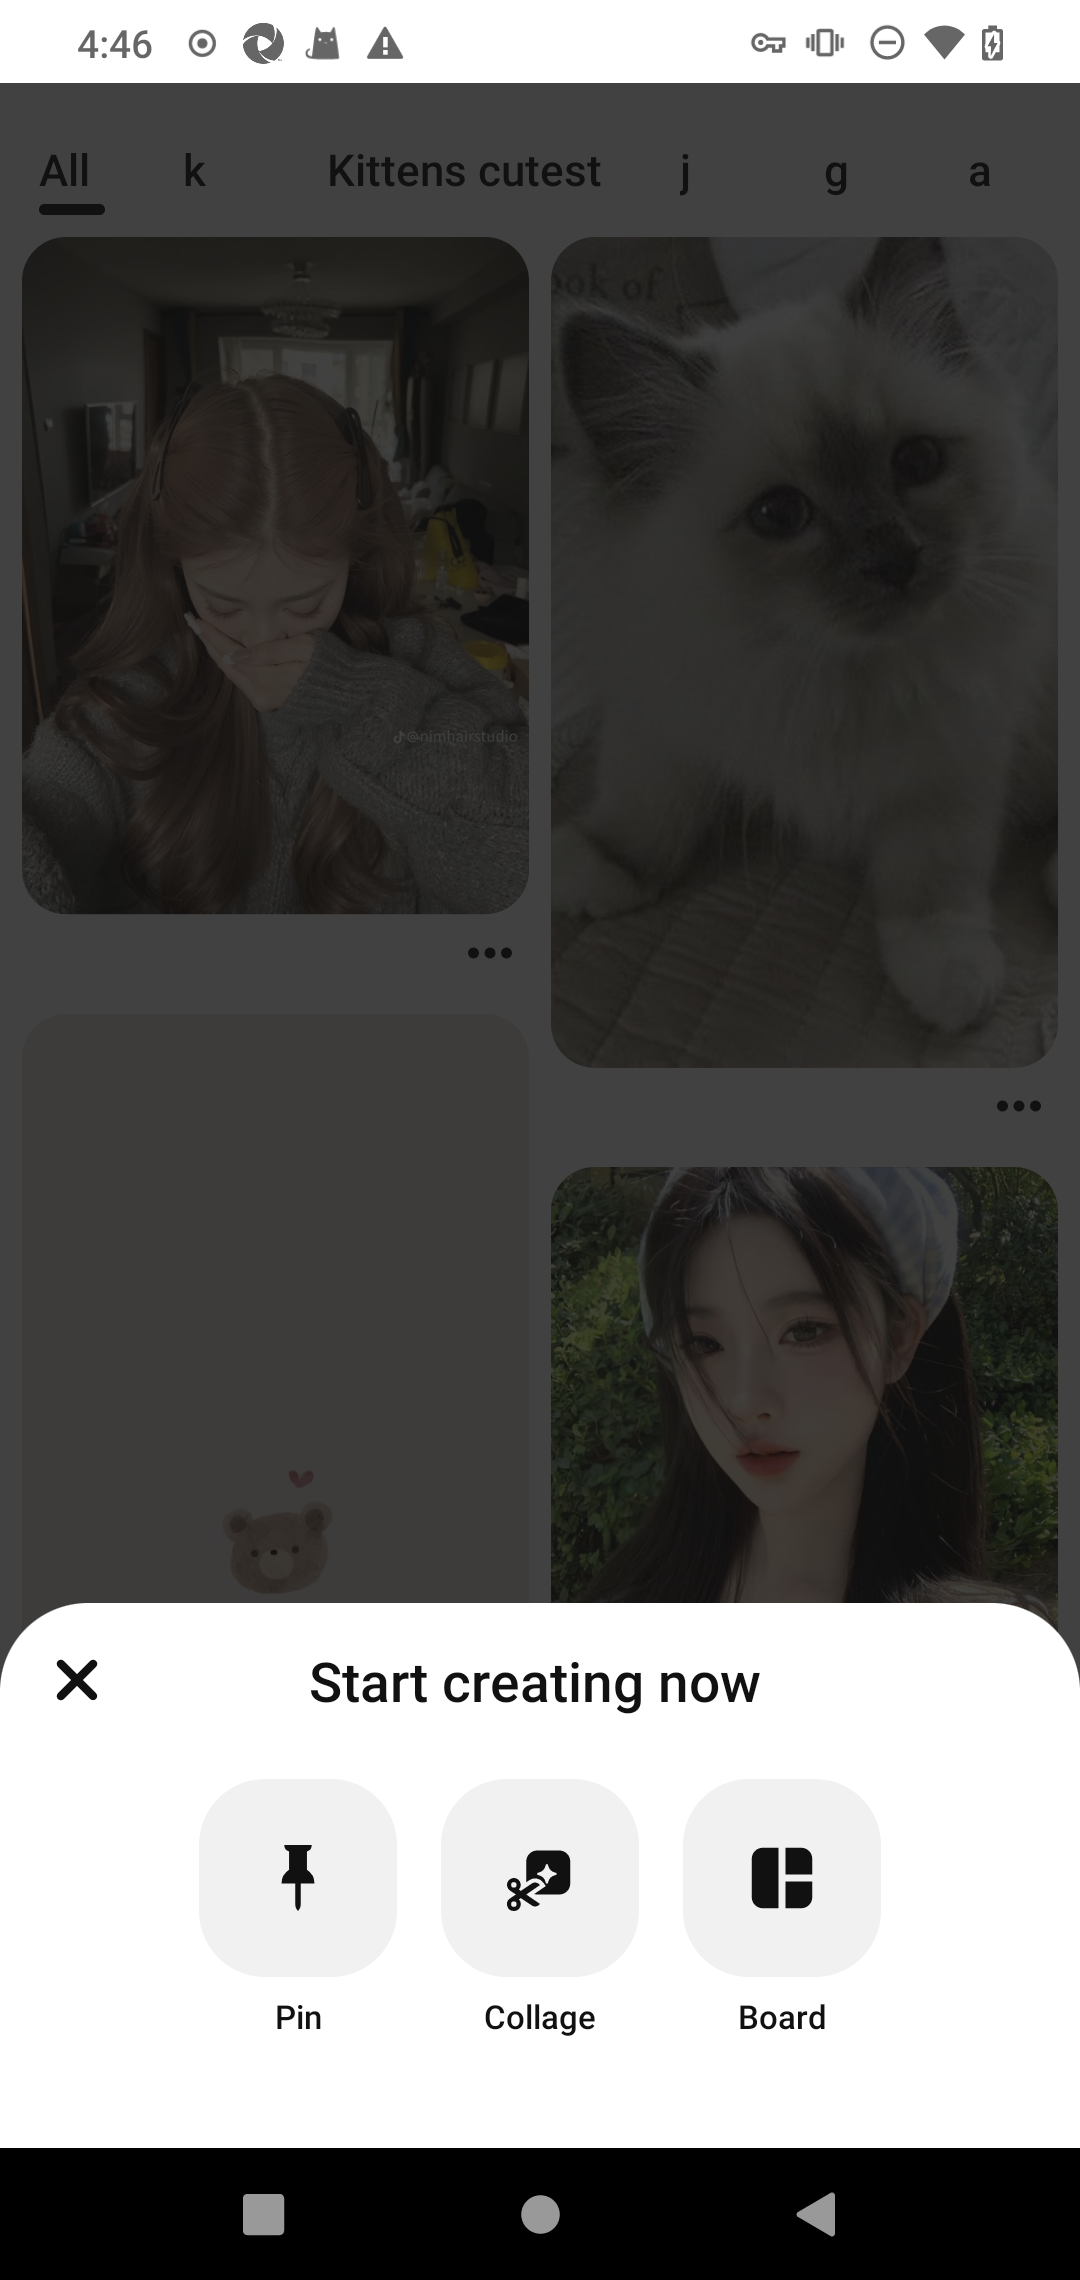 4:46
All k Kittens cutest j g a
ook of
@nimhairstudio
Start creating now
Pin Collage Board